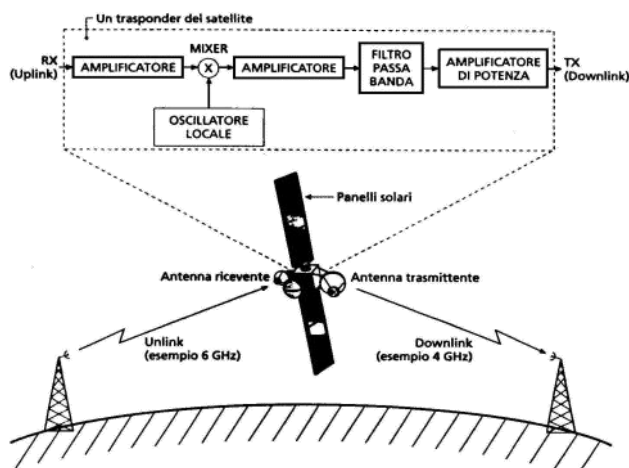 Un trasponder del satellite
RX
(Uplink)
AMPLIFICATORE
MIXER
X
AMPLIFICATORE
FILTRO
PASSA
BANDA
AMPLIFICATORE
DI POTENZA
TX
(Downlink)
OSCILLATORE
LOCALE
Panelli solari
Antenna ricevente
Antenna trasmittente
Unlink
(esempio 6 GHz)
Downlink
(esempio 4 GHz)